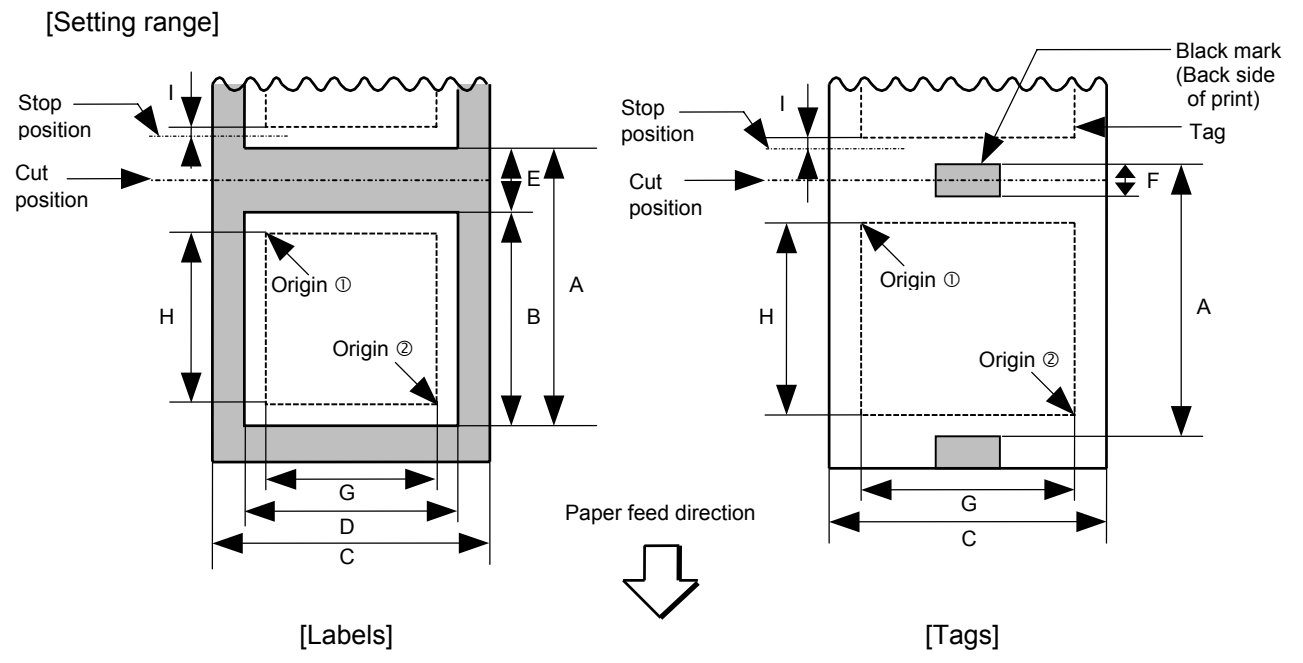 [Setting range]
I
Stop
position
Cut
position
E
Origin ①
A
H
B
Origin ②
G
D
C
[Labels]
Paper feed direction
Black mark
(Back side
of print)
I
Stop
position
Tag
Cut
position
F
Origin ①
H
A
Origin ②
G
C
[Tags]